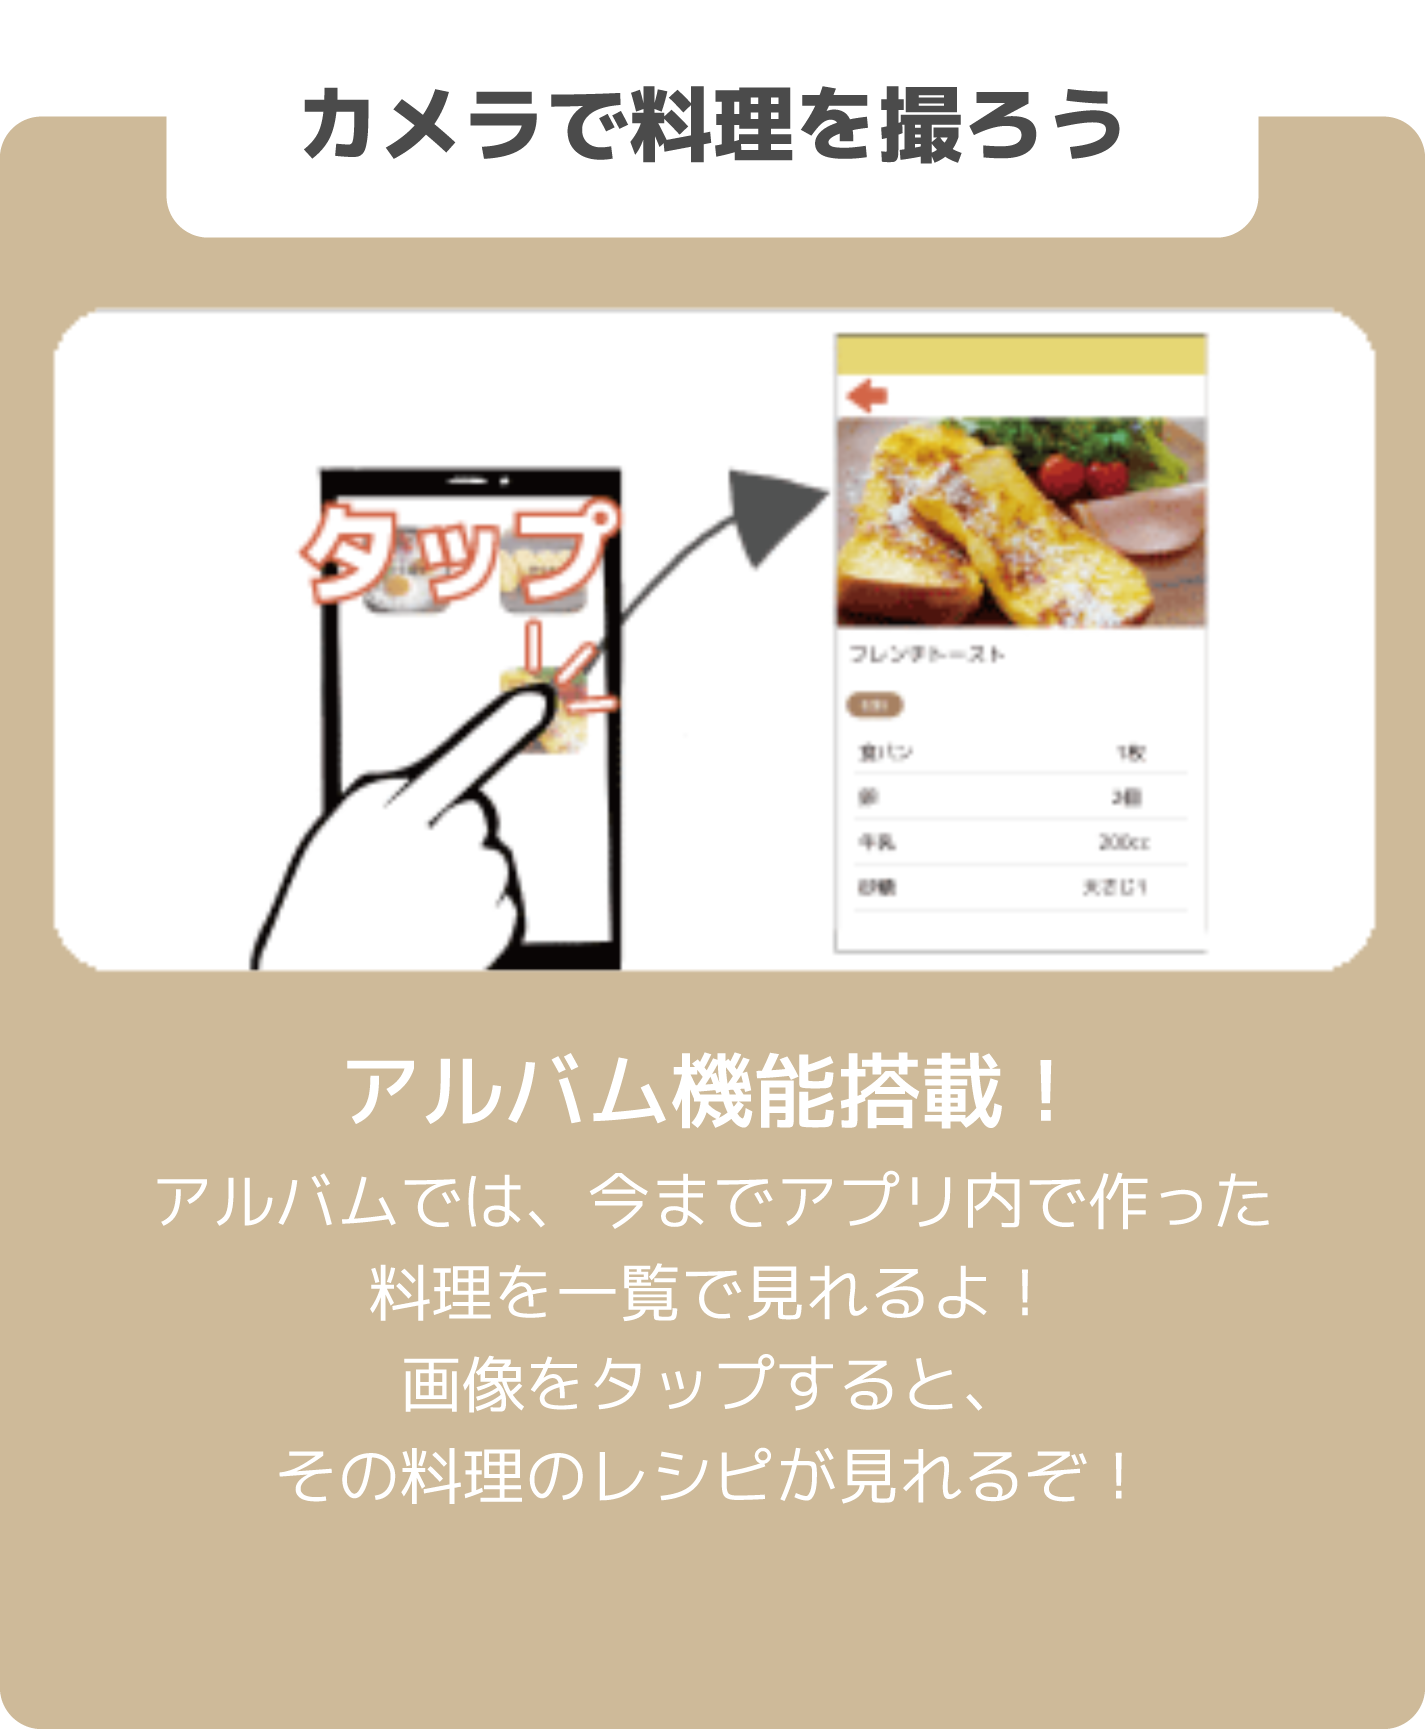 カメラで料理を撮ろう
タップ
フレンチトースト
食パン 1枚
牛乳 200cc
砂糖 大さじ1
アルバム機能搭載！
アルバムでは、今までアプリ内で作った
料理を一覧で見れるよ！
画像をタップすると、
その料理のレシピが見れるぞ！